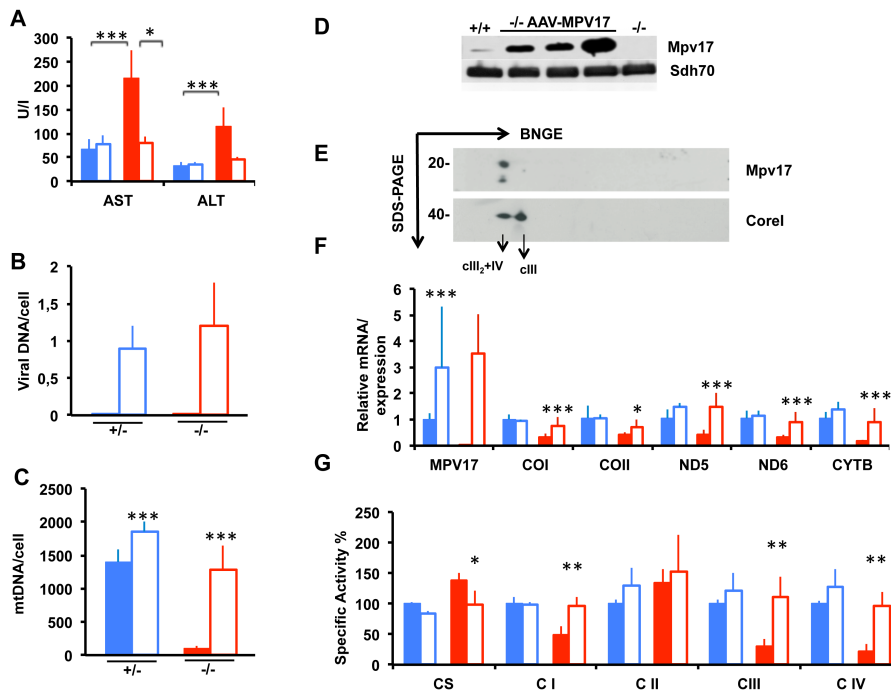 A
U/l
300
250
200
150
100
50
0
***
*
***
AST
ALT
B
Viral DNA/cell
2
1,5
1
0,5
0
+/-
-/-
C
mtDNA/cell
2500
2000
1500
1000
500
0
***
***
+/-
-/-
D
+/+
-/- AAV-MPV17
-/-
Mpv17
Sdh70
E
BNGE
SDS-PAGE
20-
Mpv17
40-
CoreI
cIII2+IV
cIII
F
Relative mRNA/
expression
6
5
4
3
2
1
0
***
***
*
***
***
***
MPV17
COI
COII
ND5
ND6
CYTB
G
Specific Activity %
250
200
150
100
50
0
*
**
**
**
CS
C I
C II
CIII
C IV